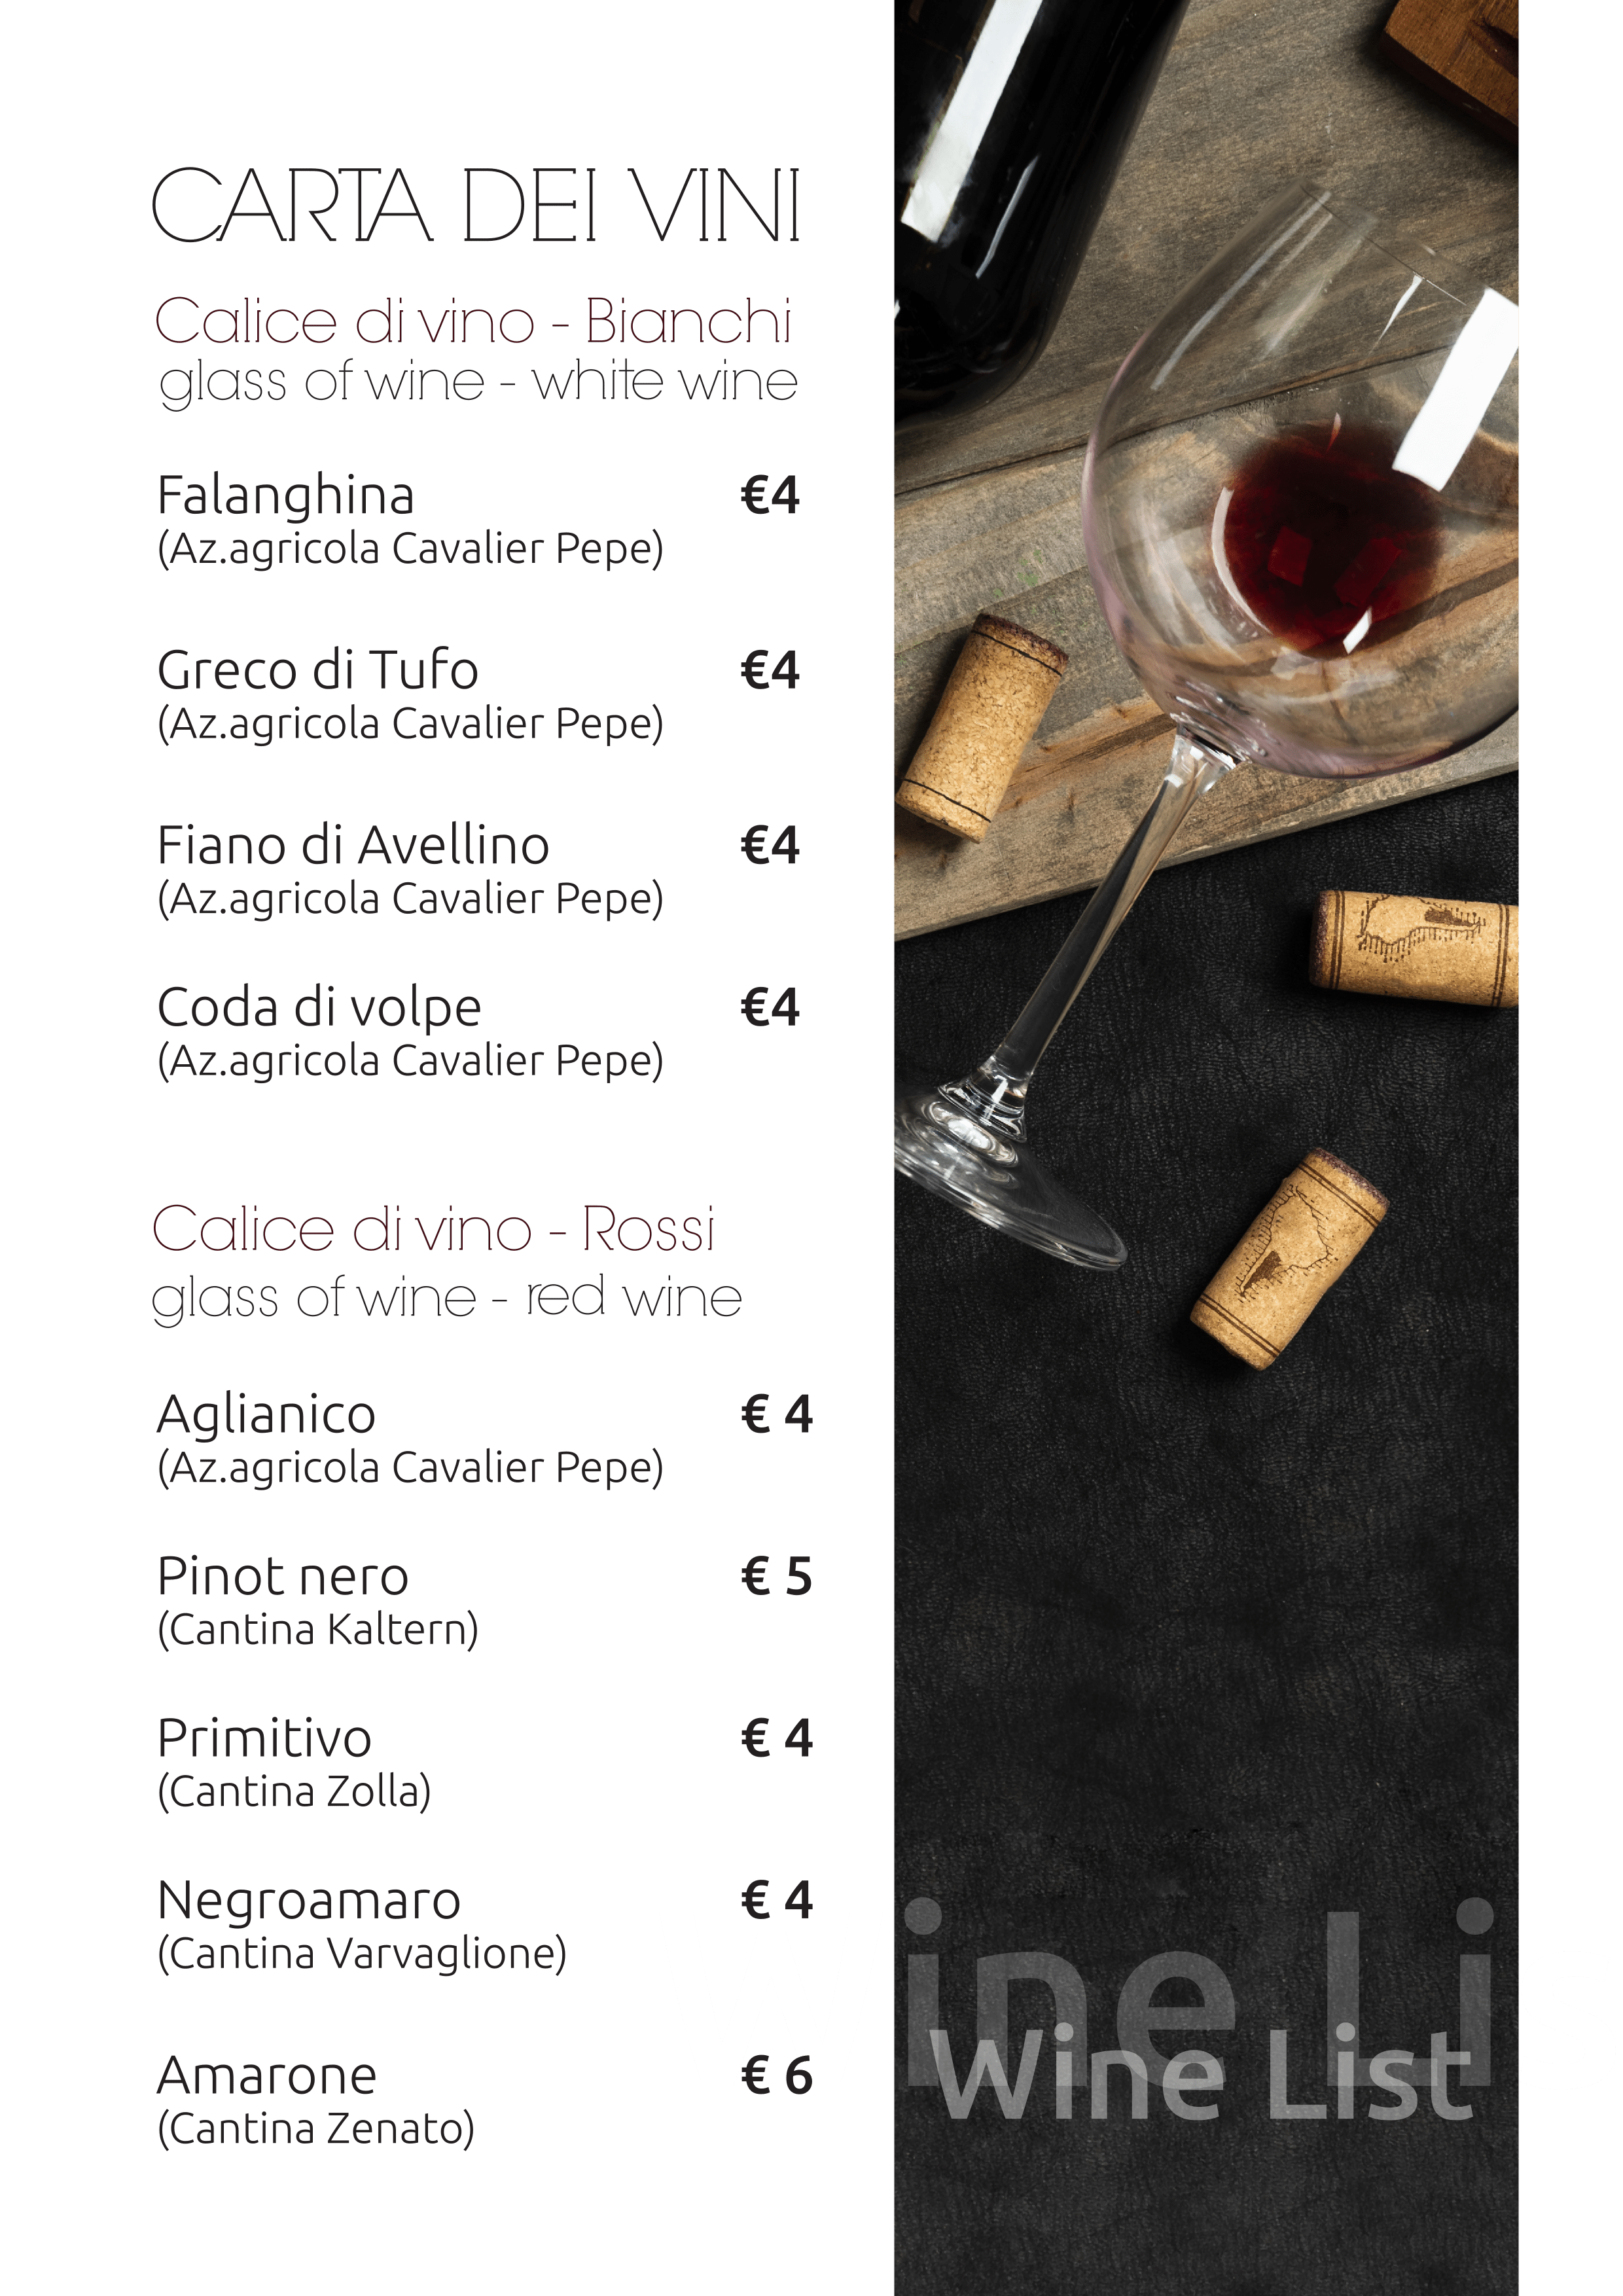 CARTA DEI VINI
Calice di vino - Bianchi
glass of wine - white wine
Falanghina €4
(Az.agricola Cavalier Pepe)
Greco di Tufo €4
(Az.agricola Cavalier Pepe)
Fiano di Avellino €4
(Az.agricola Cavalier Pepe)
Coda di volpe €4
(Az.agricola Cavalier Pepe)
Calice di vino - Rossi
glass of wine - red wine
Aglianico € 4
(Az.agricola Cavalier Pepe)
Pinot nero € 5
(Cantina Kaltern)
Primitivo € 4
(Cantina Zolla)
Negroamaro € 4
(Cantina Varvaglione)
Amarone € 6
(Cantina Zenato)
ine Li
Wine List